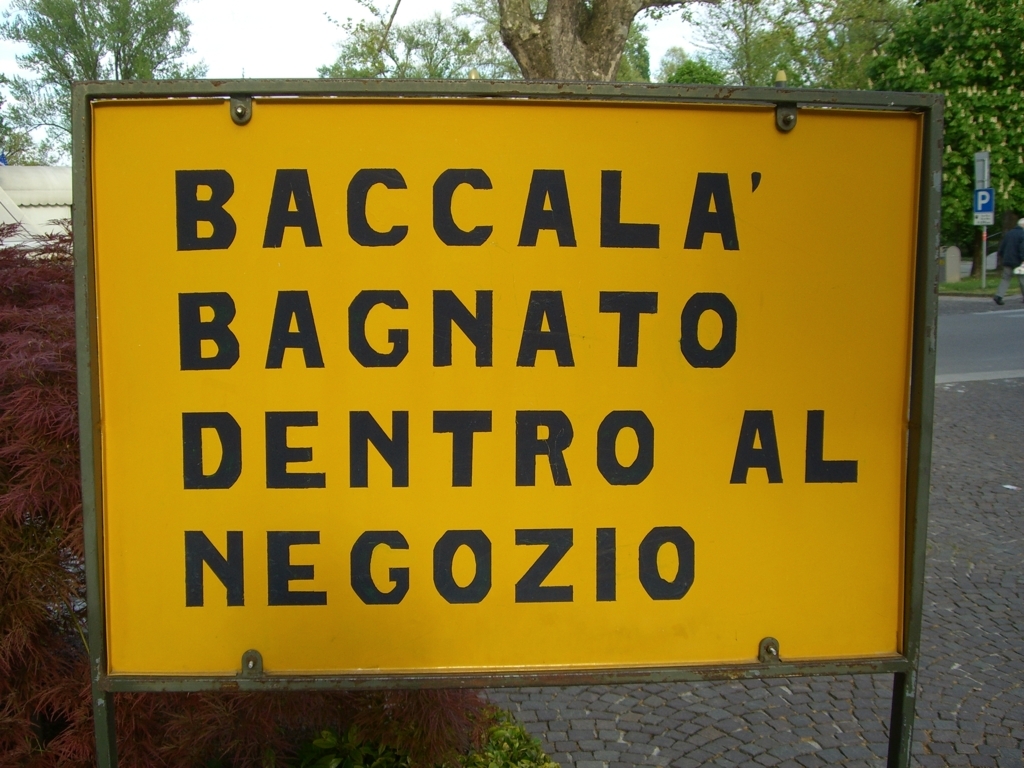 BACCALA'
BAGNATO
DENTRO AL
NEGOZIO
P